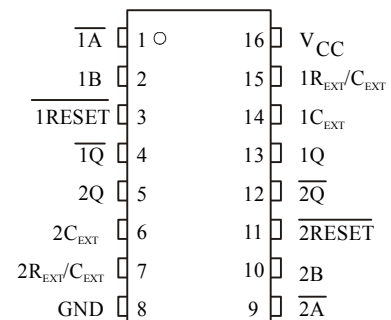 1A 1 16 VCC
1B 2 15 1REXT/CEXT
1RESET 3 14 1CEXT
1Q 4 13 1Q
2Q 5 12 2Q
2CEXT 6 11 2RESET
2REXT/CEXT 7 10 2B
GND 8 9 2A